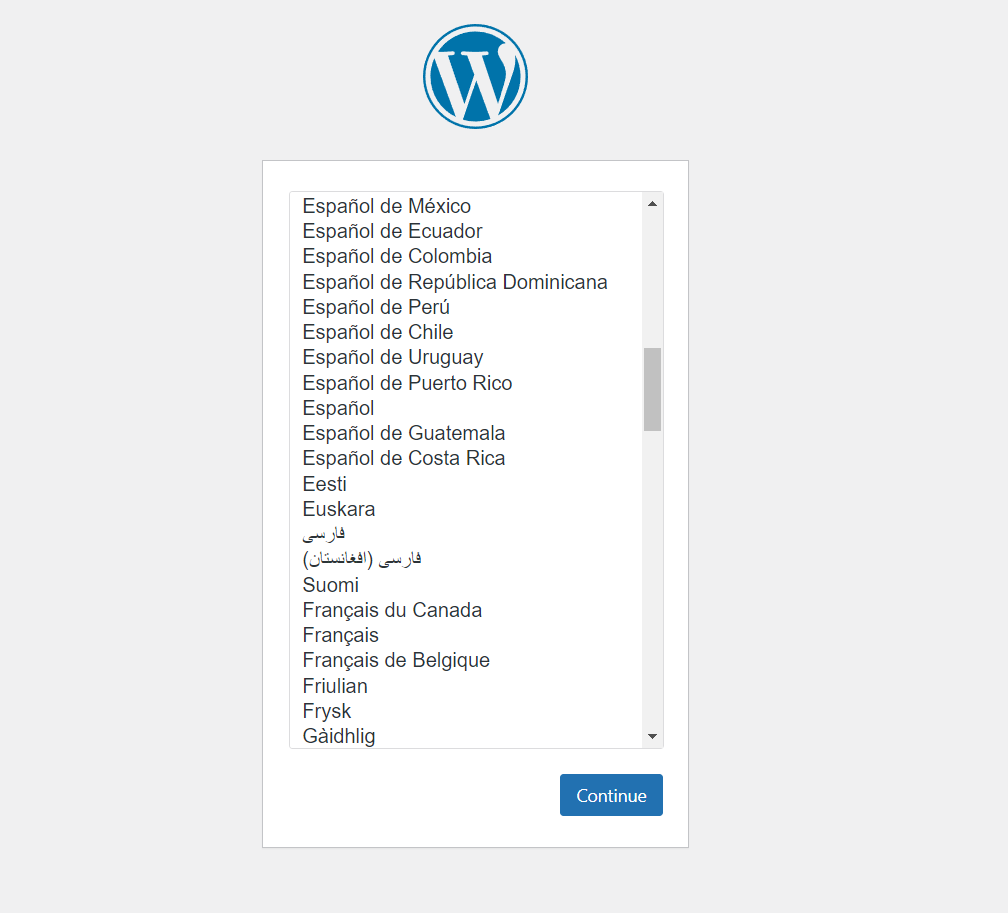 Español de México
Español de Ecuador
Español de Colombia
Español de República Dominicana
Español de Perú
Español de Chile
Español de Uruguay
Español de Puerto Rico
Español
Español de Guatemala
Español de Costa Rica
Eesti
Euskara
فارسی
فارسی (افغانستان)
Suomi
Français du Canada
Français
Français de Belgique
Friulian
Frysk
Gàidhlig
Continue